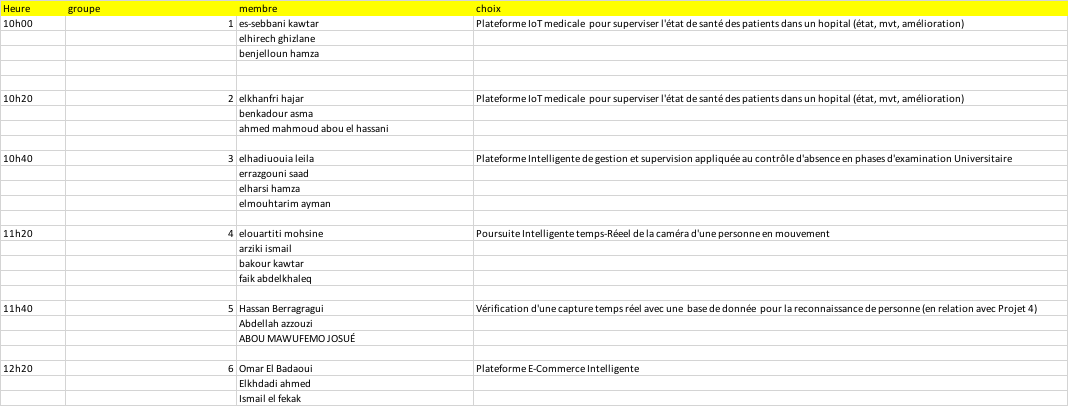 Heure groupe membre choix
10h00 1 es-sebbani kawtar Plateforme IoT medicale pour superviser l'état de santé des patients dans un hopital (état, mvt, amélioration)
elhirech ghizlane
benjelloun hamza
10h20 2 elkhanfri hajar Plateforme IoT medicale pour superviser l'état de santé des patients dans un hopital (état, mvt, amélioration)
benkadour asma
ahmed mahmoud abou el hassani
10h40 3 elhadiuouia leila Plateforme Intelligente de gestion et supervision appliquée au contrôle d'absence en phases d'examination Universitaire
errazgouni saad
elharsi hamza
elmouhtarim ayman
11h20 4 elouartiti mohsine Poursuite Intelligente temps-Réeel de la caméra d'une personne en mouvement
arziki ismail
bakour kawtar
faik abdelkhaleq
11h40 5 Hassan Berragragui Vérification d'une capture temps réel avec une base de donnée pour la reconnaissance de personne (en relation avec Projet 4)
Abdellah azzouzi
ABOU MAWUFEMO JOSUÉ
12h20 6 Omar El Badaoui Plateforme E-Commerce Intelligente
Elkhdadi ahmed
Ismail el fekak